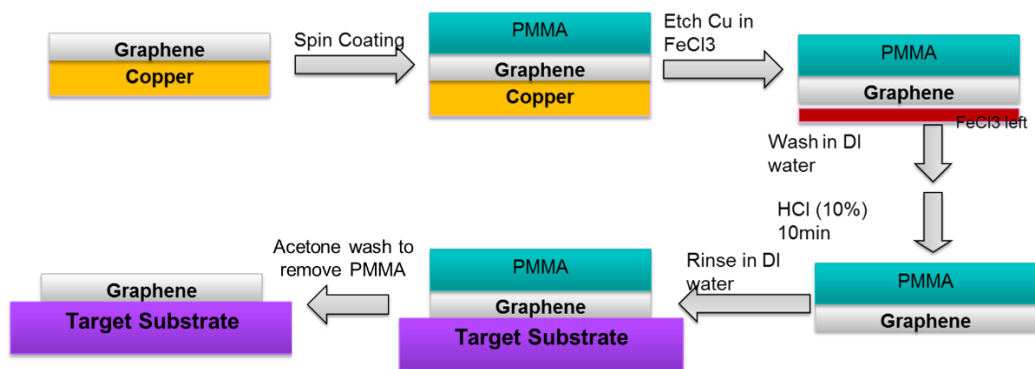 Graphene
Copper
Spin Coating
PMMA
Graphene
Copper
Etch Cu in
FeCl3
PMMA
Graphene
FeCl3 left
Wash in DI
water
HCl (10%)
10min
PMMA
Graphene
Rinse in DI
water
PMMA
Graphene
Target Substrate
Acetone wash to
remove PMMA
Graphene
Target Substrate